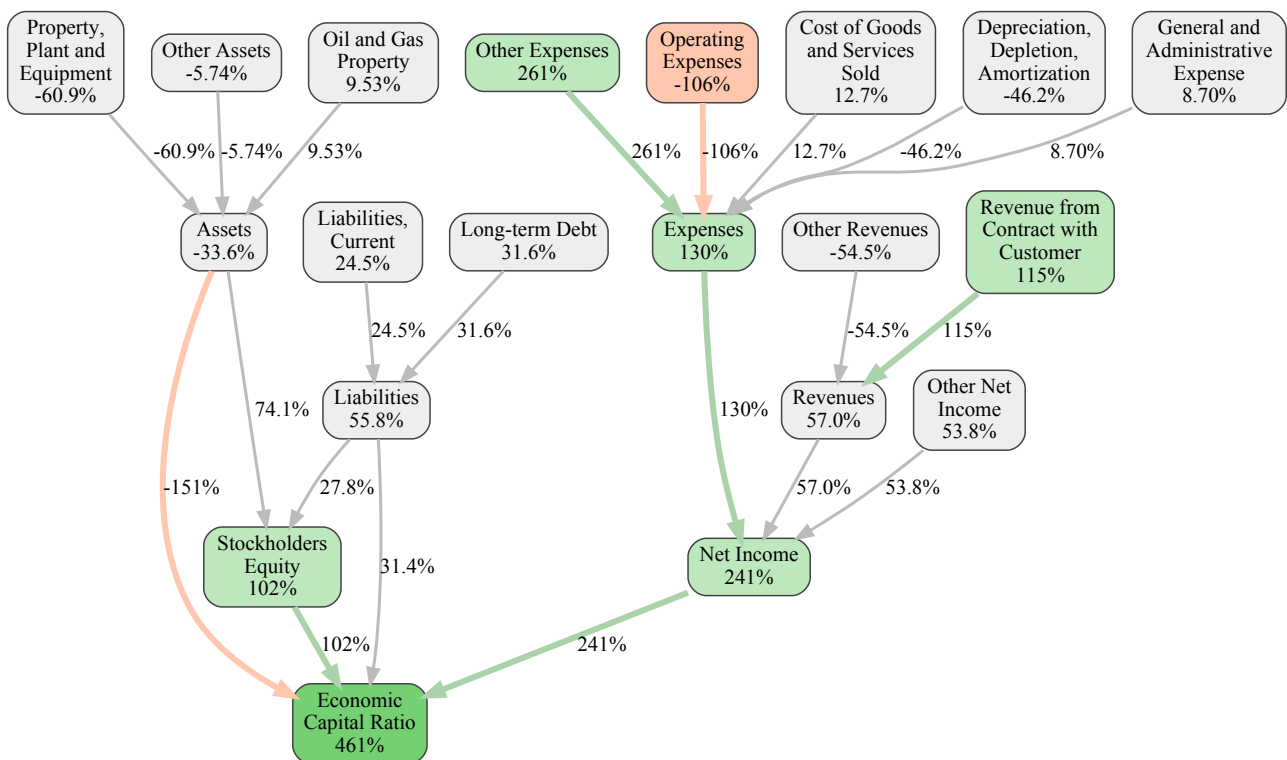 Property,
Plant and
Equipment
-60.9%
Other Assets
-5.74%
Oil and Gas
Property
9.53%
Other Expenses
261%
Operating
Expenses
-106%
Cost of Goods
and Services
Sold
12.7%
Depreciation,
Depletion,
Amortization
-46.2%
General and
Administrative
Expense
8.70%
-60.9%
-5.74%
9.53%
261%
-106%
12.7%
-46.2%
8.70%
Assets
-33.6%
Liabilities,
Current
24.5%
Long-term Debt
31.6%
Expenses
130%
Other Revenues
-54.5%
Revenue from
Contract with
Customer
115%
24.5%
31.6%
-54.5%
115%
74.1%
Liabilities
55.8%
130%
Revenues
57.0%
Other Net
Income
53.8%
-151%
27.8%
57.0%
53.8%
Stockholders
Equity
102%
31.4%
Net Income
241%
102%
241%
Economic
Capital Ratio
461%